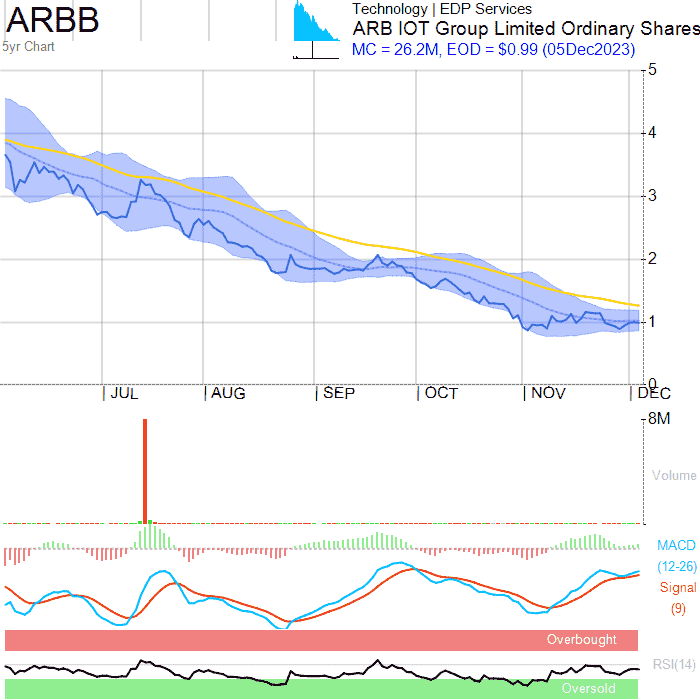 ARBB
5yr Chart
Technology | EDP Services
ARB IOT Group Limited Ordinary Shares
MC = 26.2M, EOD = $0.99 (05Dec2023)
5
4
3
2
1
0
JUL
AUG
SEP
OCT
NOV
DEC
8M
Volume
MACD
(12-26)
Signal
(9)
Overbought
RSI(14)
Oversold